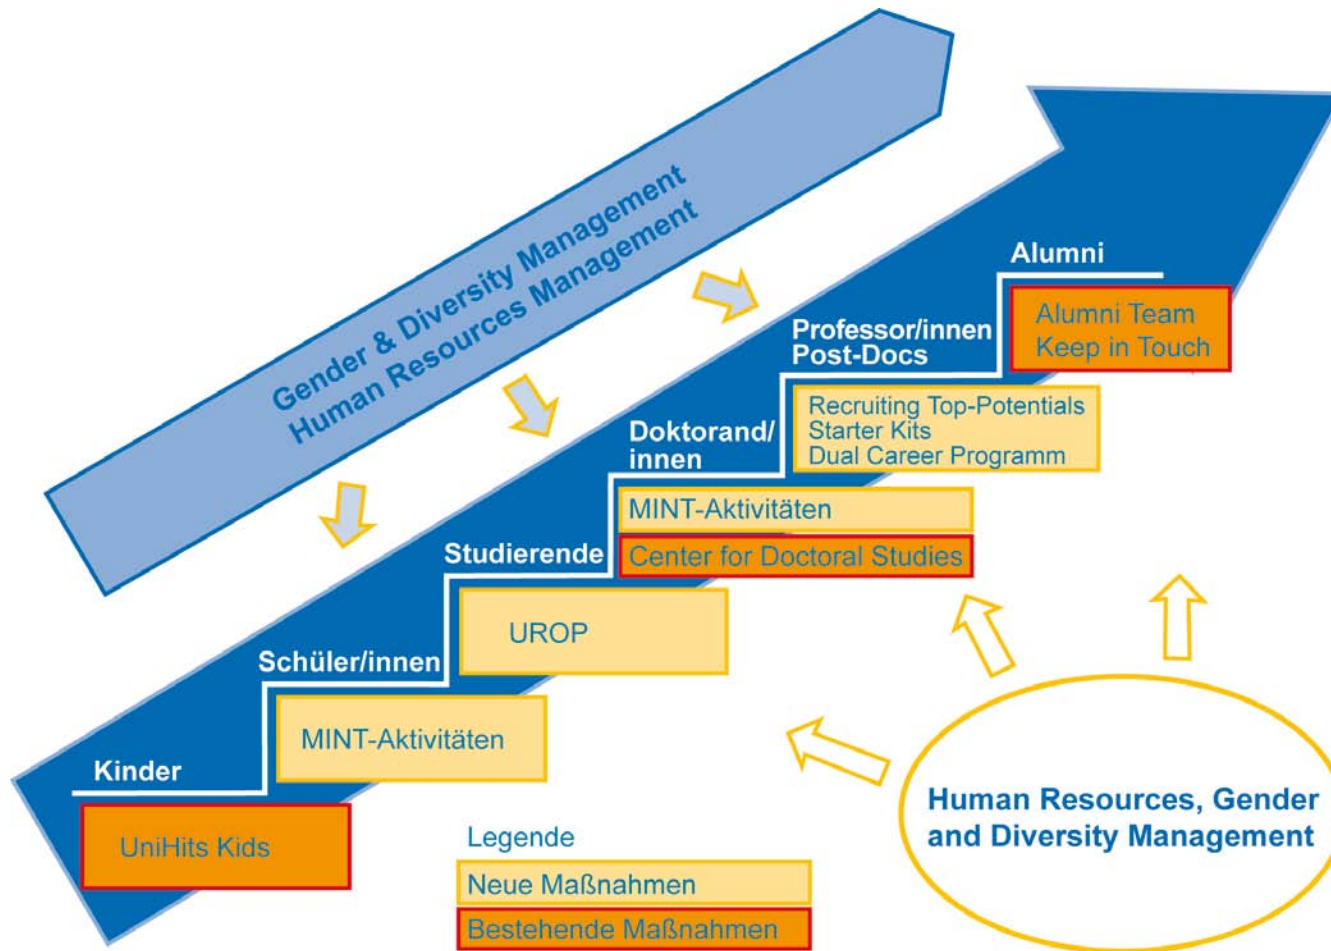 Gender & Diversity Management
Human Resources Management
Alumni
Alumni Team
Keep in Touch
Professor/innen
Post-Docs
Recruiting Top-Potentials
Starter Kits
Dual Career Programm
Doktorand/
innen
MINT-Aktivitäten
Center for Doctoral Studies
Studierende
UROP
Schüler/innen
MINT-Aktivitäten
Kinder
UniHits Kids
Human Resources, Gender
and Diversity Management
Legende
Neue Maßnahmen
Bestehende Maßnahmen